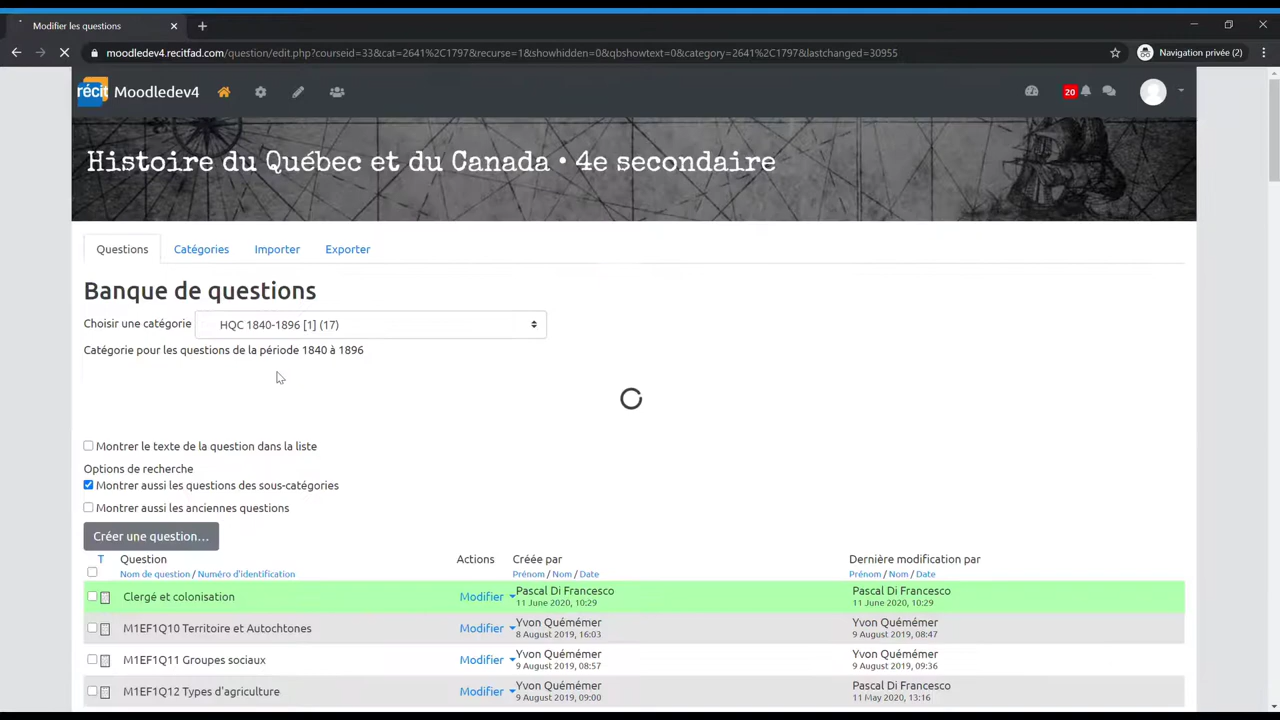 Modifier les questions
moodledev4.recitfad.com/question/edit.php?courseid=33&cat=2641%2C1797&recurse=1&showhidden=0&qbshowtext=0&category=2641%2C1797&lastchanged=30955
Navigation privée (2)
récit Moodledev4
20
Histoire du Québec et du Canada • 4e secondaire
Questions Catégories Importer Exporter
Banque de questions
Choisir une catégorie HQC 1840-1896 [1] (17)
Catégorie pour les questions de la période 1840 à 1896
Montrer le texte de la question dans la liste
Options de recherche
Montrer aussi les questions des sous-catégories
Montrer aussi les anciennes questions
Créer une question…
T Question Actions Créée par Dernière modification par
Nom de question / Numéro d'identification Prénom / Nom / Date Prénom / Nom / Date
Clergé et colonisation Modifier Pascal Di Francesco Pascal Di Francesco
11 June 2020, 10:29 11 June 2020, 10:29
M1EF1Q10 Territoire et Autochtones Modifier Yvon Quémémer Yvon Quémémer
8 August 2019, 16:03 9 August 2019, 08:47
M1EF1Q11 Groupes sociaux Modifier Yvon Quémémer Yvon Quémémer
9 August 2019, 08:57 9 August 2019, 09:36
M1EF1Q12 Types d'agriculture Modifier Yvon Quémémer Pascal Di Francesco
9 August 2019, 09:00 11 May 2020, 13:16